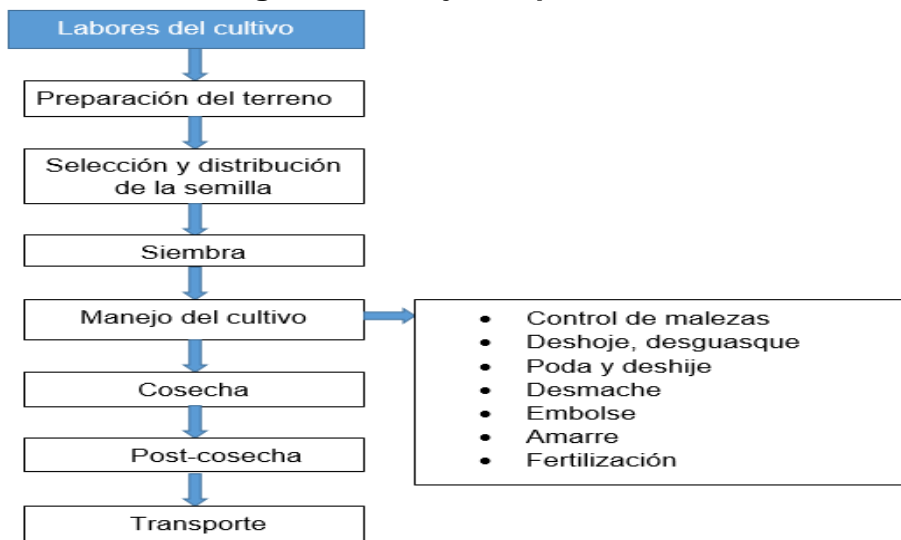 Labores del cultivo
Preparación del terreno
Selección y distribución
de la semilla
Siembra
Manejo del cultivo
• Control de malezas
• Deshoje, desguasque
• Poda y deshije
• Desmache
• Embolse
• Amarre
• Fertilización
Cosecha
Post-cosecha
Transporte